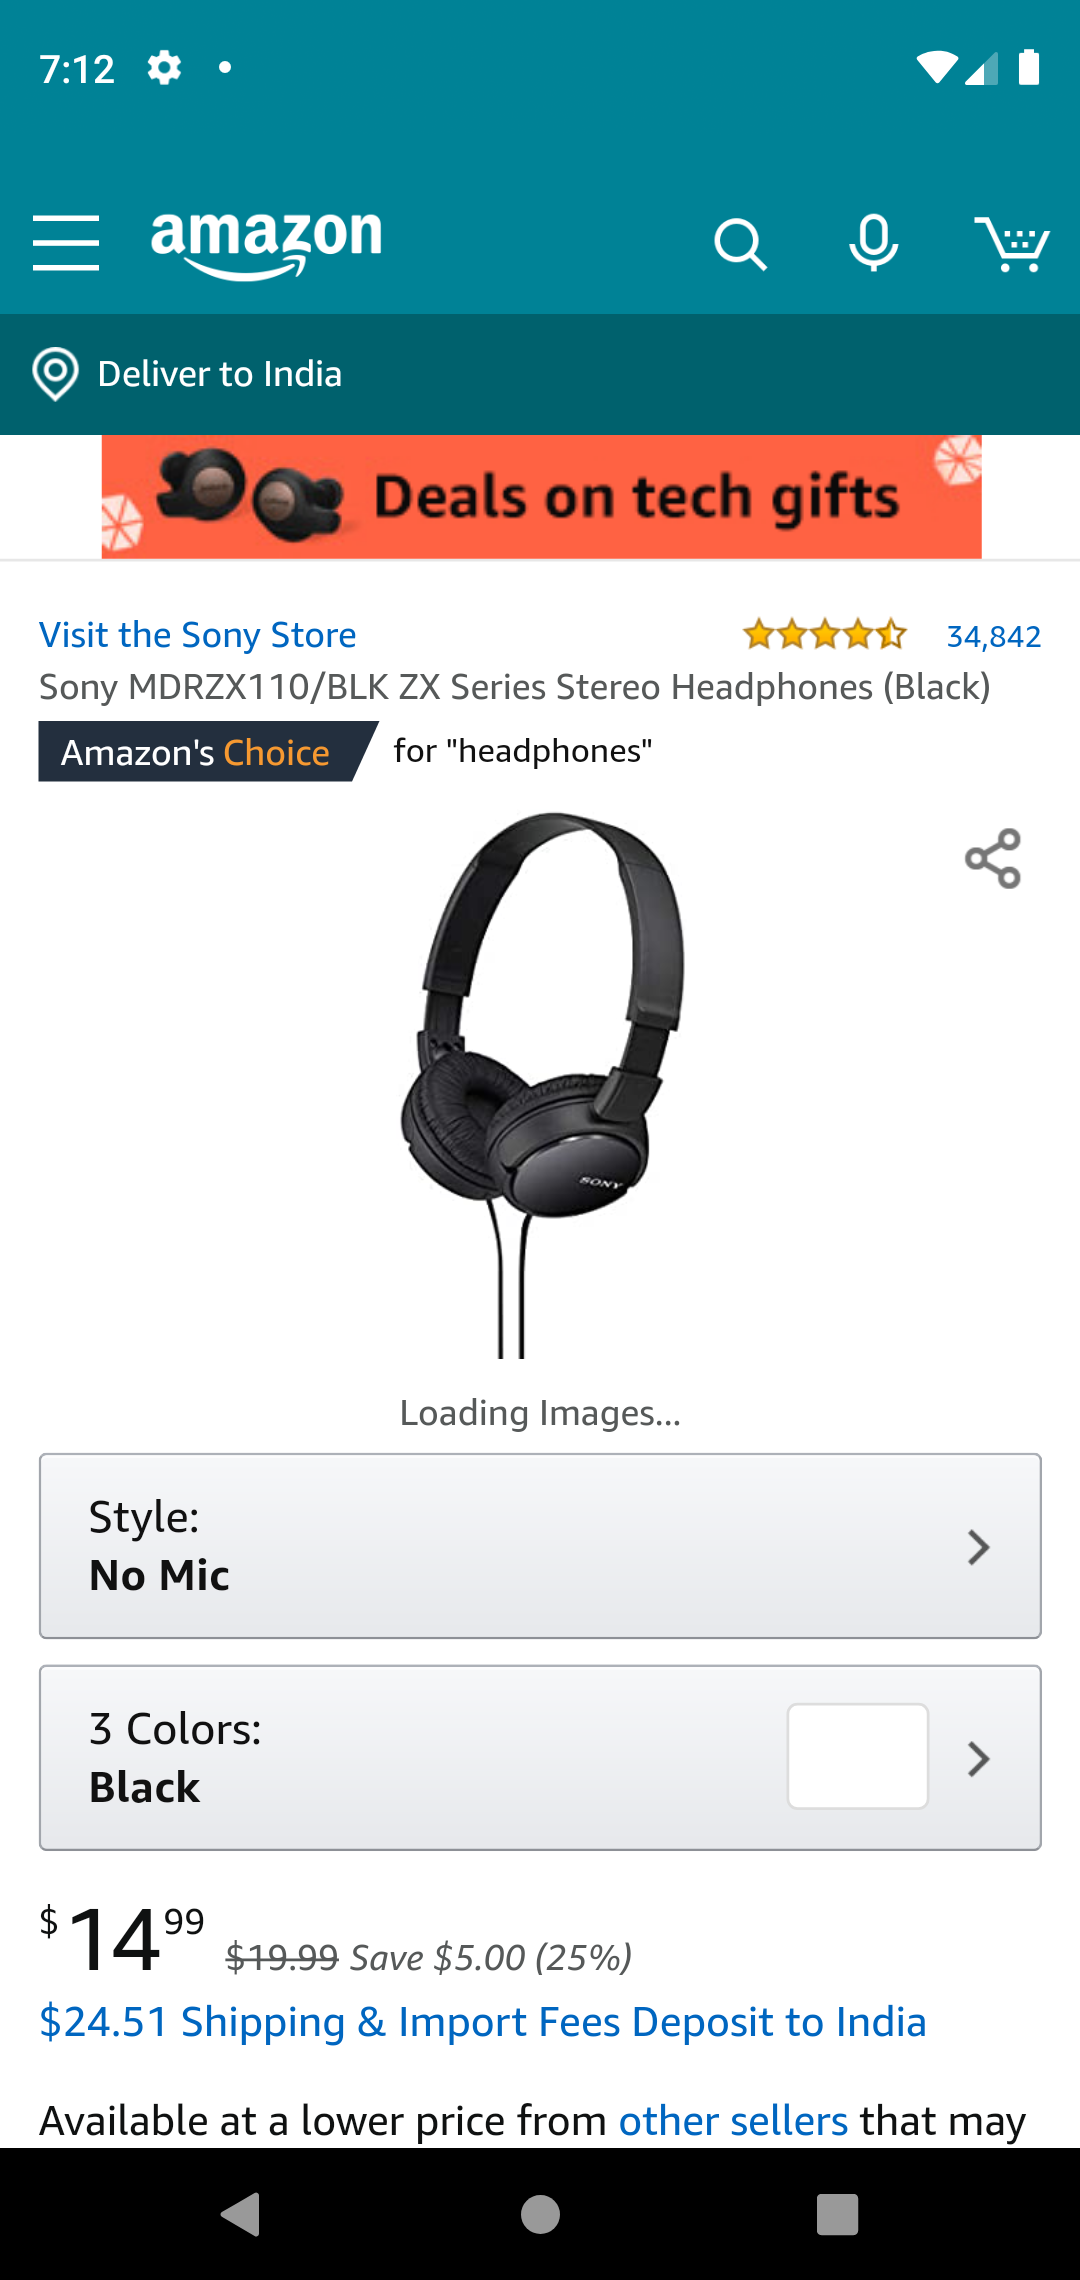 7:12
amazon
Deliver to India
Deals on tech gifts
Visit the Sony Store 34,842
Sony MDRZX110/BLK ZX Series Stereo Headphones (Black)
Amazon's Choice for "headphones"
SONY
Loading Images...
Style:
No Mic
3 Colors:
Black
$14 99 $19.99 Save $5.00 (25%)
$24.51 Shipping & Import Fees Deposit to India
Available at a lower price from other sellers that may